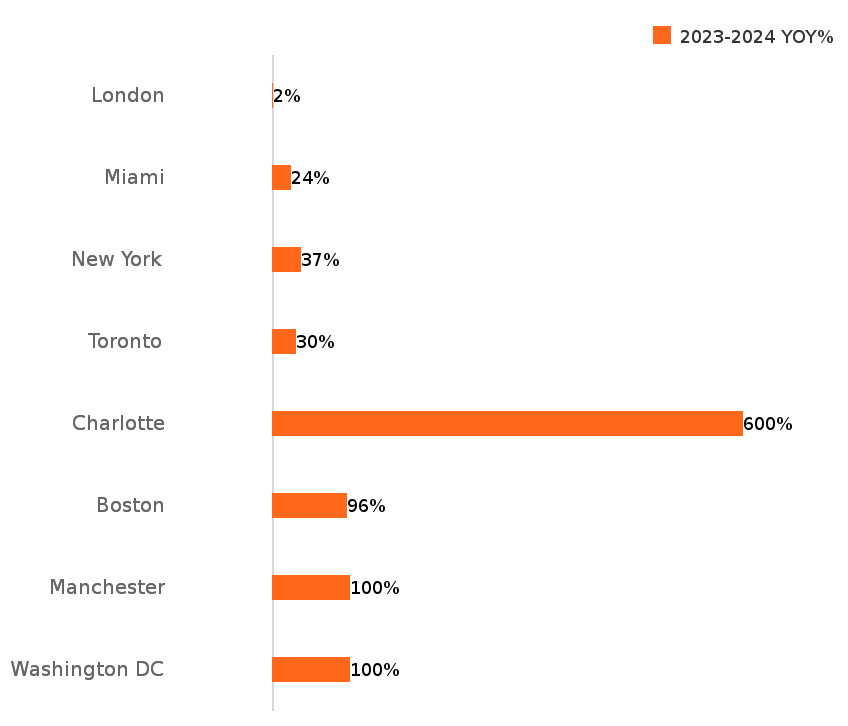 2023-2024 YOY%
London 2%
Miami 24%
New York 37%
Toronto 30%
Charlotte 600%
Boston 96%
Manchester 100%
Washington DC 100%